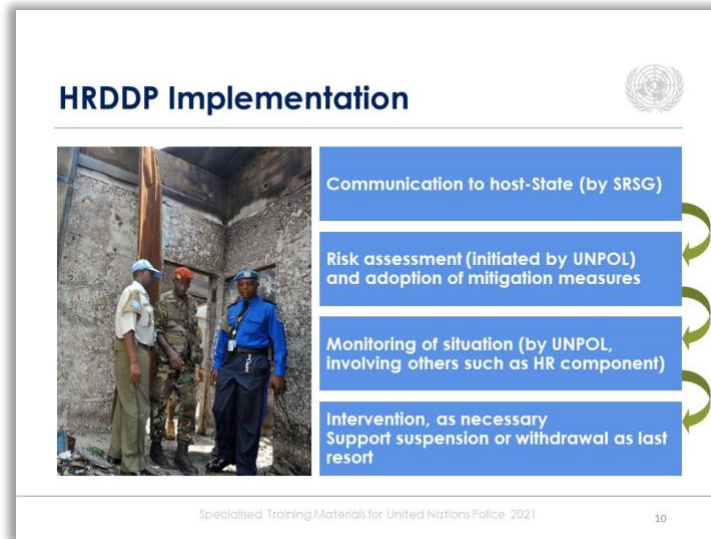 HRDDP Implementation
Communication to host-State (by SRSG)
Risk assessment (initiated by UNPOL)
and adoption of mitigation measures
Monitoring of situation (by UNPOL,
involving others such as HR component)
Intervention, as necessary
Support suspension or withdrawal as last
resort
Specialised Training Materials for United Nations Police 2021
10